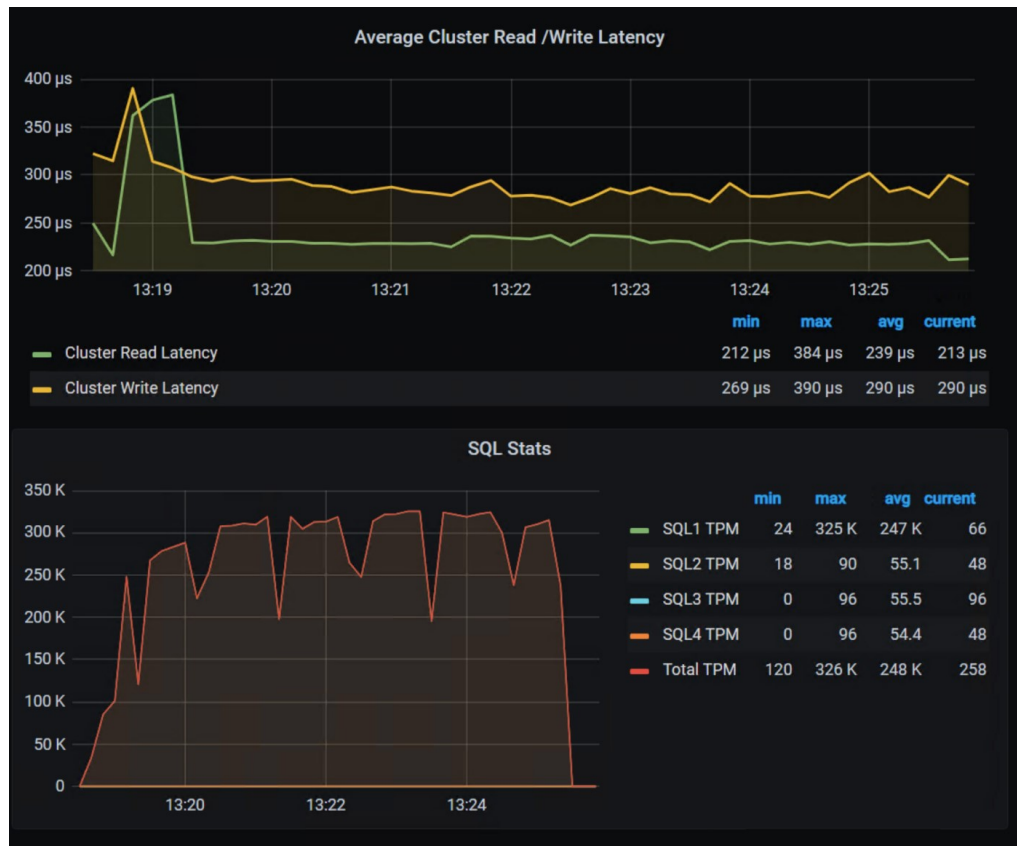 Average Cluster Read /Write Latency
400 µs
350 µs
300 µs
250 µs
200 µs
13:19 13:20 13:21 13:22 13:23 13:24 13:25
min max avg current
Cluster Read Latency 212 µs 384 µs 239 µs 213 µs
Cluster Write Latency 269 µs 390 µs 290 µs 290 µs
SQL Stats
350 K
300 K
250 K
200 K
150 K
100 K
50 K
0
13:20 13:22 13:24
min max avg current
SQL1 TPM 24 325 K 247 K 66
SQL2 TPM 18 90 55.1 48
SQL3 TPM 0 96 55.5 96
SQL4 TPM 0 96 54.4 48
Total TPM 120 326 K 248 K 258